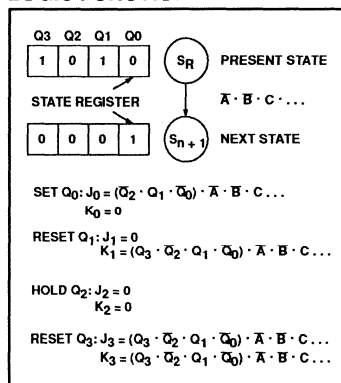 Q3 Q2 Q1 Q0
1 0 1 0
S_R
PRESENT STATE
STATE REGISTER
A̅ · B̅ · C · ...
0 0 0 1
S_{n+1}
NEXT STATE
SET Q₀: J₀ = (Q̅₂ · Q₁ · Q̅₀) · A̅ · B̅ · C ...
K₀ = 0
RESET Q₁: J₁ = 0
K₁ = (Q₃ · Q̅₂ · Q₁ · Q̅₀) · A̅ · B̅ · C ...
HOLD Q₂: J₂ = 0
K₂ = 0
RESET Q₃: J₃ = (Q₃ · Q̅₂ · Q₁ · Q̅₀) · A̅ · B̅ · C ...
K₃ = (Q₃ · Q̅₂ · Q₁ · Q̅₀) · A̅ · B̅ · C ...